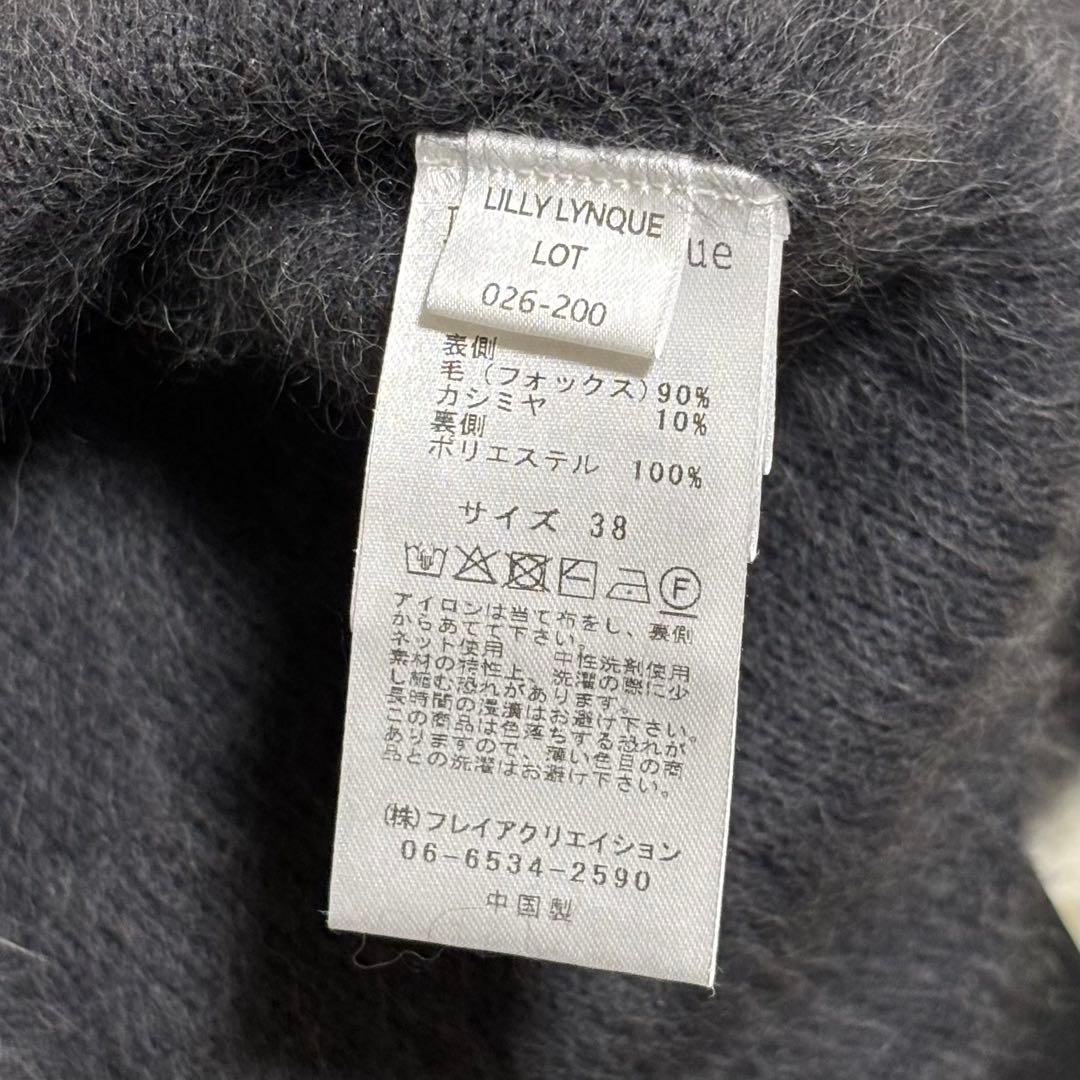 LILLY LYNQUE
LOT
026-200
ue
表側
毛(フォックス)90%
カシミヤ 10%
裏側
ポリエステル 100%
サイズ 38
F
アイロンは当て布をし、裏側
からあてて下さい。
ネット使用 中性洗剤使用
素材の特性上、洗濯の際に少
し縮む恐れがあります。
長時間の浸漬はお避け下さい。
この商品は色落ちする恐れが
ありますので、薄い色目の商
品との洗濯はお避け下さい。
(株)フレイアクリエイション
06-6534-2590
中国製